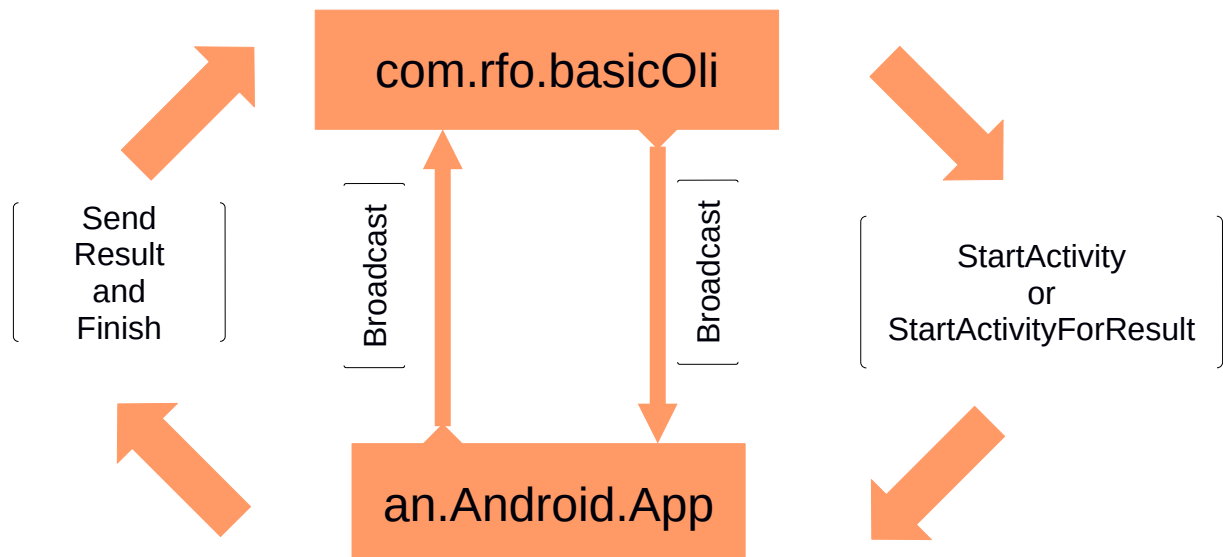 com.rfo.basicOli
Send
Result
and
Finish
Broadcast
Broadcast
StartActivity
or
StartActivityForResult
an.Android.App